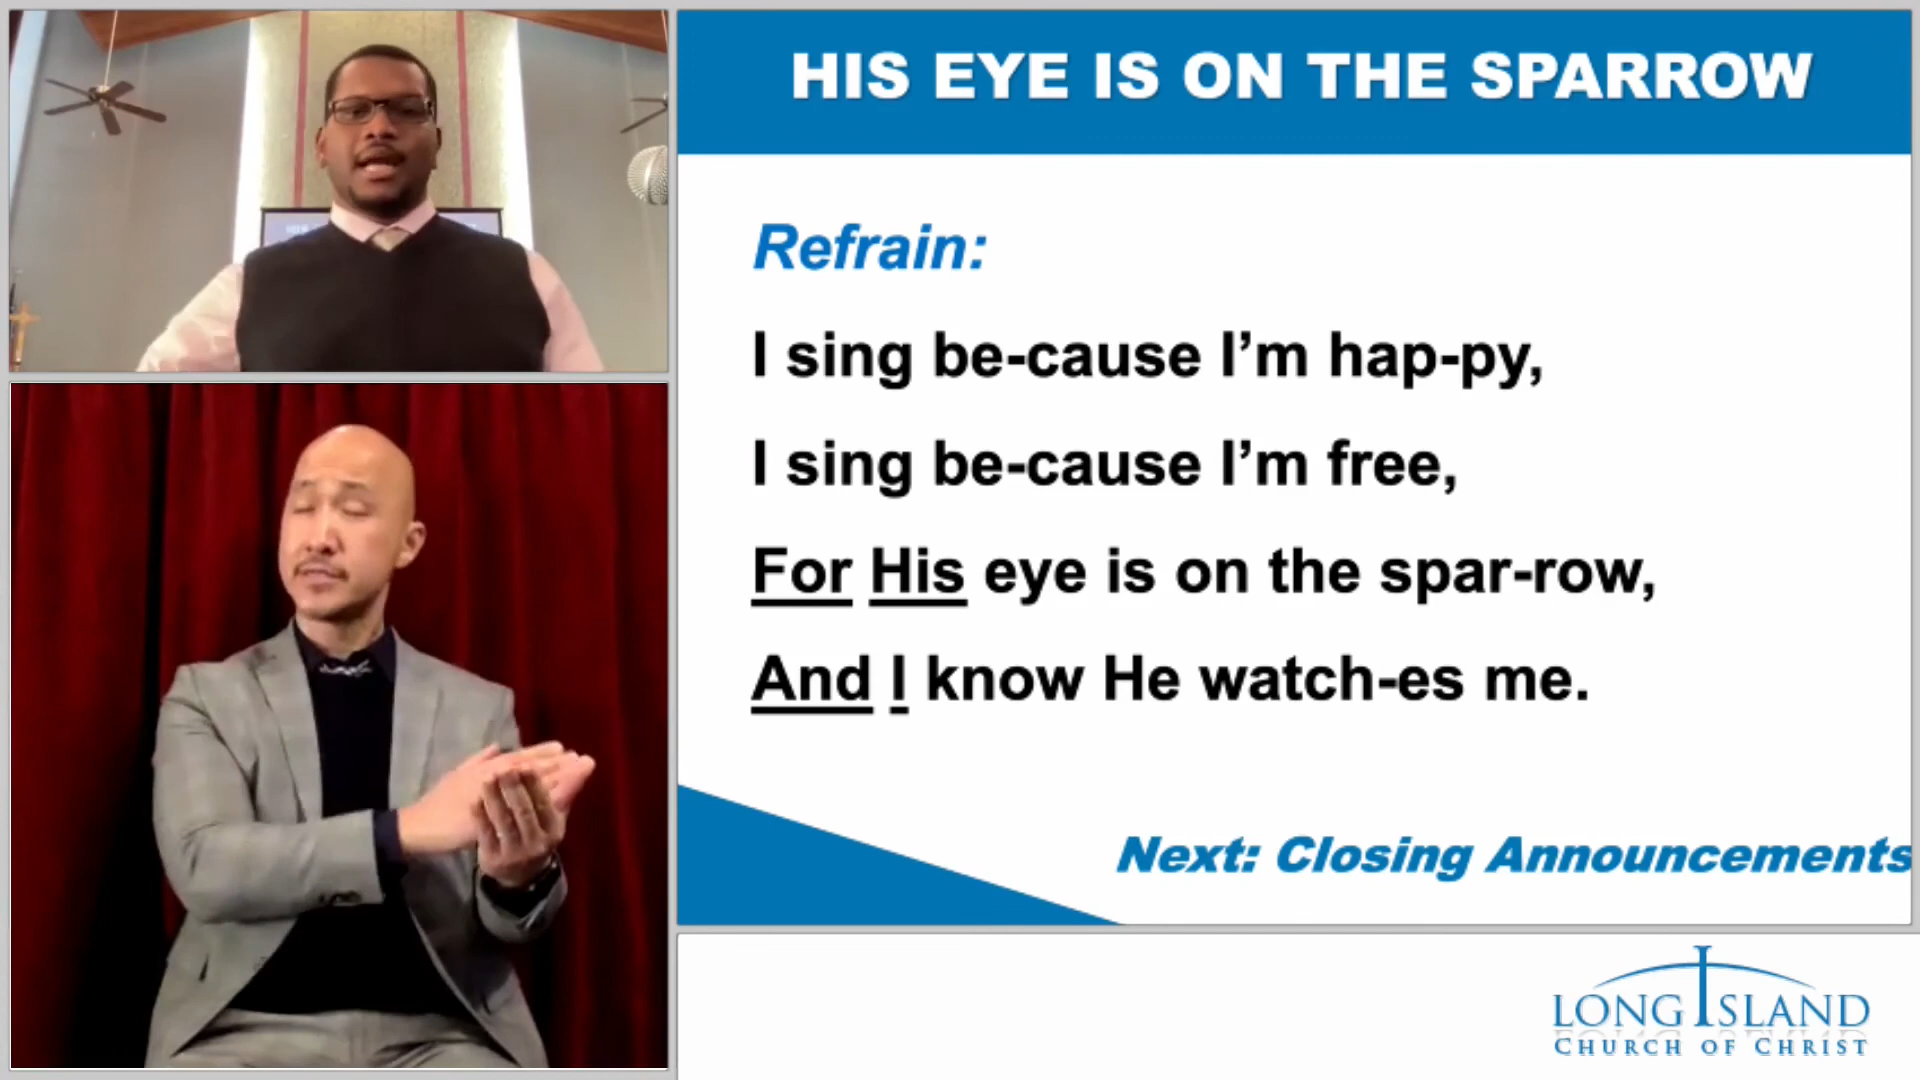 HIS EYE IS ON THE SPARROW
Refrain:
I sing be-cause I’m hap-py,
I sing be-cause I’m free,
For His eye is on the spar-row,
And I know He watch-es me.
Next: Closing Announcements
LONG ISLAND
CHURCH OF CHRIST